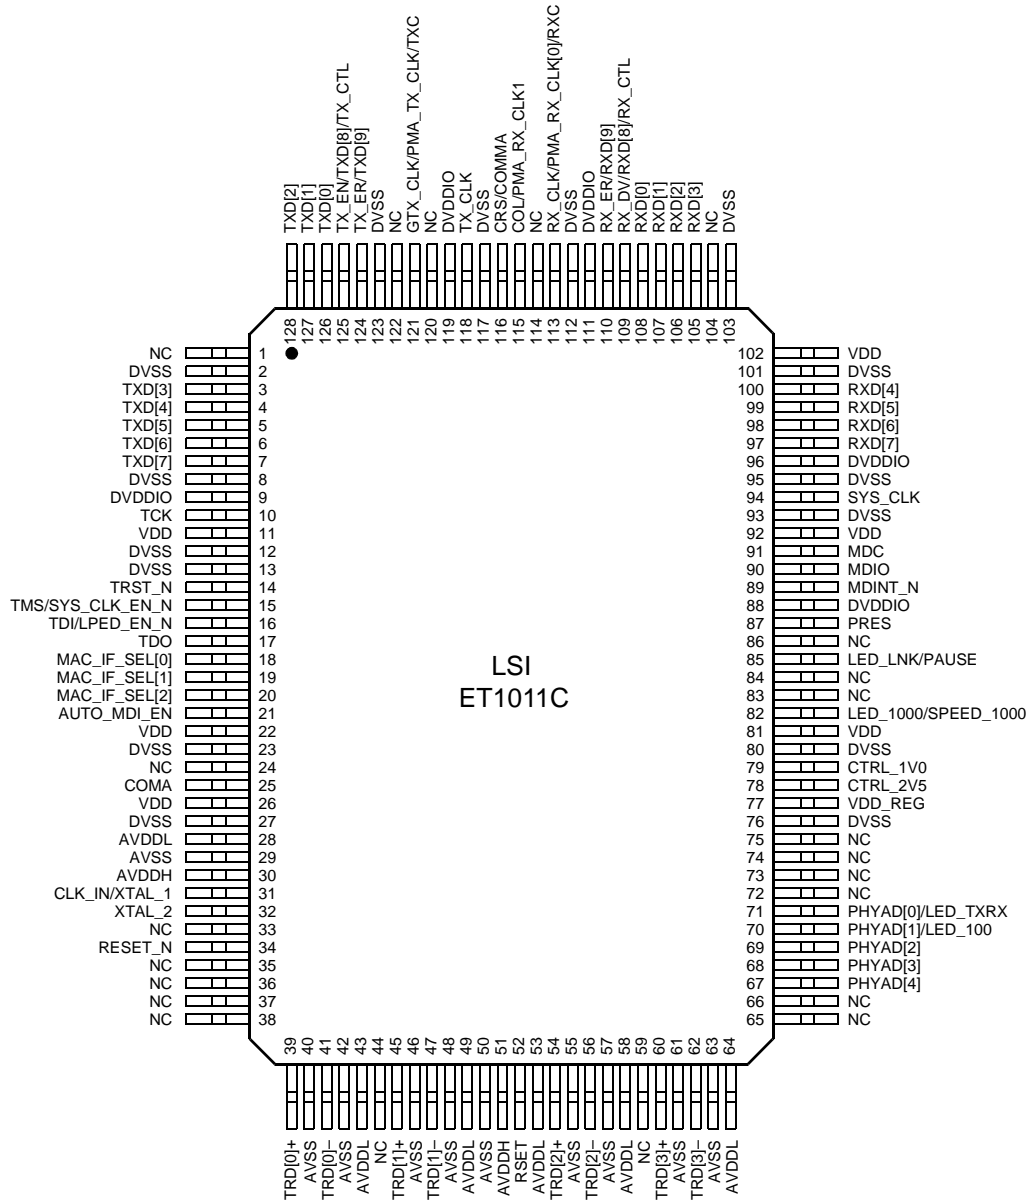 TXD[2]
TXD[1]
TXD[0]
TX_EN/TXD[8]/TX_CTL
TX_ER/TXD[9]
DVSS
NC
GTX_CLK/PMA_TX_CLK/TXC
NC
DVDDIO
TX_CLK
DVSS
CRS/COMMA
COL/PMA_RX_CLK1
NC
RX_CLK/PMA_RX_CLK[0]/RXC
DVSS
DVDDIO
RX_ER/RXD[9]
RX_DV/RXD[8]/RX_CTL
RXD[0]
RXD[1]
RXD[2]
RXD[3]
NC
DVSS
128
127
126
125
124
123
122
121
120
119
118
117
116
115
114
113
112
111
110
109
108
107
106
105
104
103
NC 1
DVSS 2
TXD[3] 3
TXD[4] 4
TXD[5] 5
TXD[6] 6
TXD[7] 7
DVSS 8
DVDDIO 9
TCK 10
VDD 11
DVSS 12
DVSS 13
TRST_N 14
TMS/SYS_CLK_EN_N 15
TDI/LPED_EN_N 16
TDO 17
MAC_IF_SEL[0] 18
MAC_IF_SEL[1] 19
MAC_IF_SEL[2] 20
AUTO_MDI_EN 21
VDD 22
DVSS 23
NC 24
COMA 25
VDD 26
DVSS 27
AVDDL 28
AVSS 29
AVDDH 30
CLK_IN/XTAL_1 31
XTAL_2 32
NC 33
RESET_N 34
NC 35
NC 36
NC 37
NC 38
LSI
ET1011C
102 VDD
101 DVSS
100 RXD[4]
99 RXD[5]
98 RXD[6]
97 RXD[7]
96 DVDDIO
95 DVSS
94 SYS_CLK
93 DVSS
92 VDD
91 MDC
90 MDIO
89 MDINT_N
88 DVDDIO
87 PRES
86 NC
85 LED_LNK/PAUSE
84 NC
83 NC
82 LED_1000/SPEED_1000
81 VDD
80 DVSS
79 CTRL_1V0
78 CTRL_2V5
77 VDD_REG
76 DVSS
75 NC
74 NC
73 NC
72 NC
71 PHYAD[0]/LED_TXRX
70 PHYAD[1]/LED_100
69 PHYAD[2]
68 PHYAD[3]
67 PHYAD[4]
66 NC
65 NC
39
40
41
42
43
44
45
46
47
48
49
50
51
52
53
54
55
56
57
58
59
60
61
62
63
64
TRD[0]+
AVSS
TRD[0]–
AVSS
AVDDL
NC
TRD[1]+
AVSS
TRD[1]–
AVSS
AVDDL
AVSS
AVDDH
RSET
AVDDL
TRD[2]+
AVSS
TRD[2]–
AVSS
AVDDL
NC
TRD[3]+
AVSS
TRD[3]–
AVSS
AVDDL